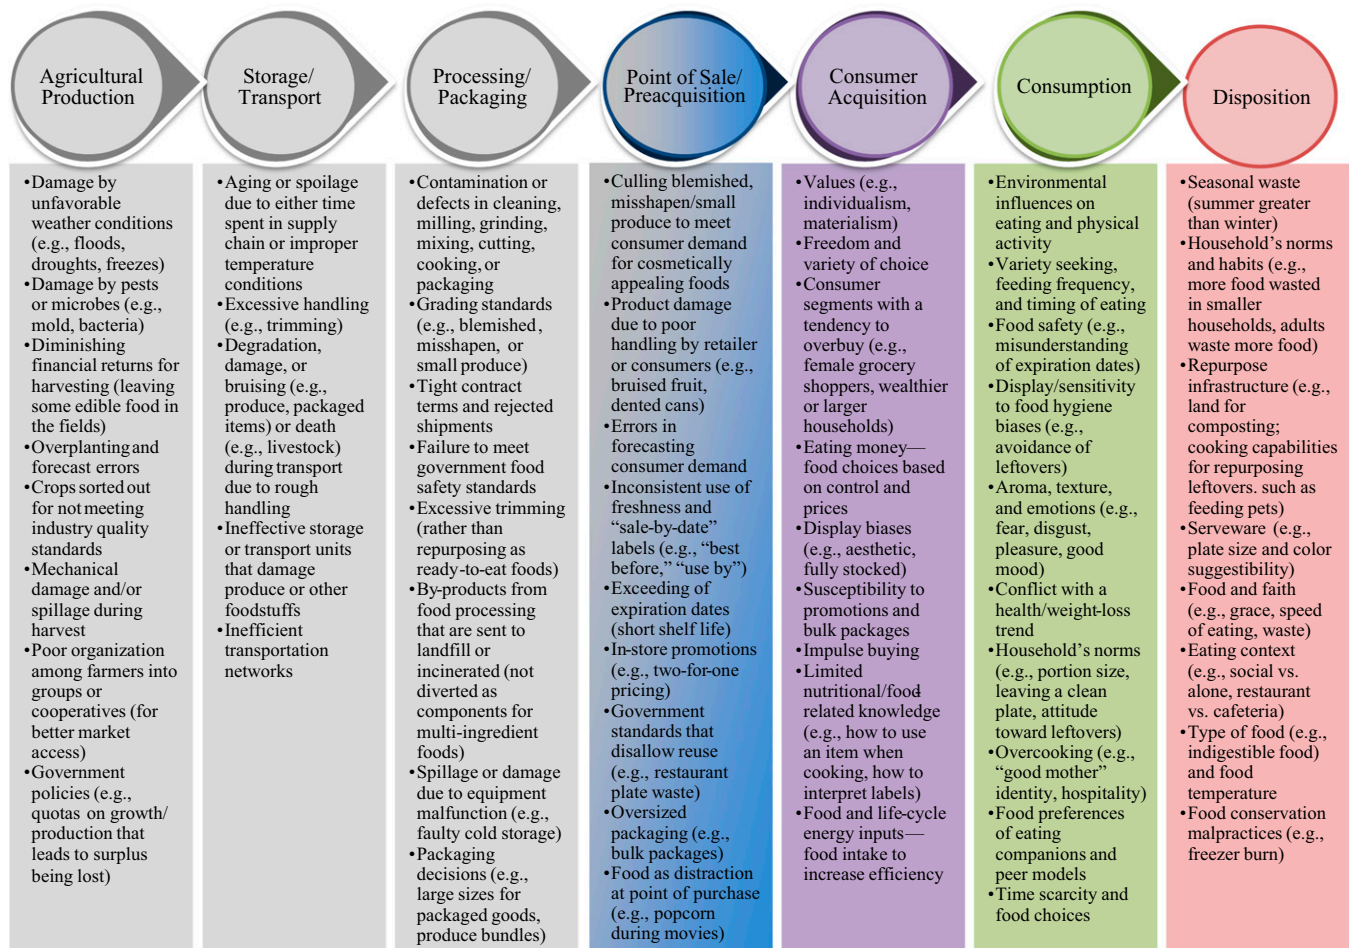 Agricultural
Production
Storage/
Transport
Processing/
Packaging
Point of Sale/
Preacquisition
Consumer
Acquisition
Consumption
Disposition
•Damage by
unfavorable
weather conditions
(e.g., floods,
droughts, freezes)
•Damage by pests
or microbes (e.g.,
mold, bacteria)
•Diminishing
financial returns for
harvesting (leaving
some edible food in
the fields)
•Overplanting and
forecast errors
•Crops sorted out
for not meeting
industry quality
standards
•Mechanical
damage and/or
spillage during
harvest
•Poor organization
among farmers into
groups or
cooperatives (for
better market
access)
•Government
policies (e.g.,
quotas on growth/
production that
leads to surplus
being lost)
•Aging or spoilage
due to either time
spent in supply
chain or improper
temperature
conditions
•Excessive handling
(e.g., trimming)
•Degradation,
damage, or
bruising (e.g.,
produce, packaged
items) or death
(e.g., livestock)
during transport
due to rough
handling
•Ineffective storage
or transport units
that damage
produce or other
foodstuffs
•Inefficient
transportation
networks
•Contamination or
defects in cleaning,
milling, grinding,
mixing, cutting,
cooking, or
packaging
•Grading standards
(e.g., blemished,
misshapen, or
small produce)
•Tight contract
terms and rejected
shipments
•Failure to meet
government food
safety standards
•Excessive trimming
(rather than
repurposing as
ready-to-eat foods)
•By-products from
food processing
that are sent to
landfill or
incinerated (not
diverted as
components for
multi-ingredient
foods)
•Spillage or damage
due to equipment
malfunction (e.g.,
faulty cold storage)
•Packaging
decisions (e.g.,
large sizes for
packaged goods,
produce bundles)
•Culling blemished,
misshapen/small
produce to meet
consumer demand
for cosmetically
appealing foods
•Product damage
due to poor
handling by retailer
or consumers (e.g.,
bruised fruit,
dented cans)
•Errors in
forecasting
consumer demand
•Inconsistent use of
freshness and
“sale-by-date”
labels (e.g., “best
before,” “use by”)
•Exceeding of
expiration dates
(short shelf life)
•In-store promotions
(e.g., two-for-one
pricing)
•Government
standards that
disallow reuse
(e.g., restaurant
plate waste)
•Oversized
packaging (e.g.,
bulk packages)
•Food as distraction
at point of purchase
(e.g., popcorn
during movies)
•Values (e.g.,
individualism,
materialism)
•Freedom and
variety of choice
•Consumer
segments with a
tendency to
overbuy (e.g.,
female grocery
shoppers, wealthier
or larger
households)
•Eating money—
food choices based
on control and
prices
•Display biases
(e.g., aesthetic,
fully stocked)
•Susceptibility to
promotions and
bulk packages
•Impulse buying
•Limited
nutritional/food-
related knowledge
(e.g., how to use
an item when
cooking, how to
interpret labels)
•Food and life-cycle
energy inputs—
food intake to
increase efficiency
•Environmental
influences on
eating and physical
activity
•Variety seeking,
feeding frequency,
and timing of eating
•Food safety (e.g.,
misunderstanding
of expiration dates)
•Display/sensitivity
to food hygiene
biases (e.g.,
avoidance of
leftovers)
•Aroma, texture,
and emotions (e.g.,
fear, disgust,
pleasure, good
mood)
•Conflict with a
health/weight-loss
trend
•Household’s norms
(e.g., portion size,
leaving a clean
plate, attitude
toward leftovers)
•Overcooking (e.g.,
“good mother”
identity, hospitality)
•Food preferences
of eating
companions and
peer models
•Time scarcity and
food choices
•Seasonal waste
(summer greater
than winter)
•Household’s norms
and habits (e.g.,
more food wasted
in smaller
households, adults
waste more food)
•Repurpose
infrastructure (e.g.,
land for
composting;
cooking capabilities
for repurposing
leftovers. such as
feeding pets)
•Serveware (e.g.,
plate size and color
suggestibility)
•Food and faith
(e.g., grace, speed
of eating, waste)
•Eating context
(e.g., social vs.
alone, restaurant
vs. cafeteria)
•Type of food (e.g.,
indigestible food)
and food
temperature
•Food conservation
malpractices (e.g.,
freezer burn)